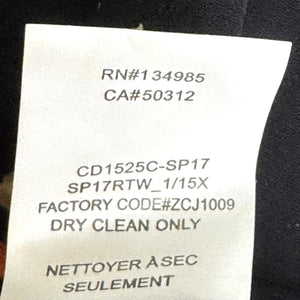 RN#134985
CA#50312
CD1525C-SP17
SP17RTW_1/15X
FACTORY CODE#ZCJ1009
DRY CLEAN ONLY
NETTOYER À SEC
SEULEMENT